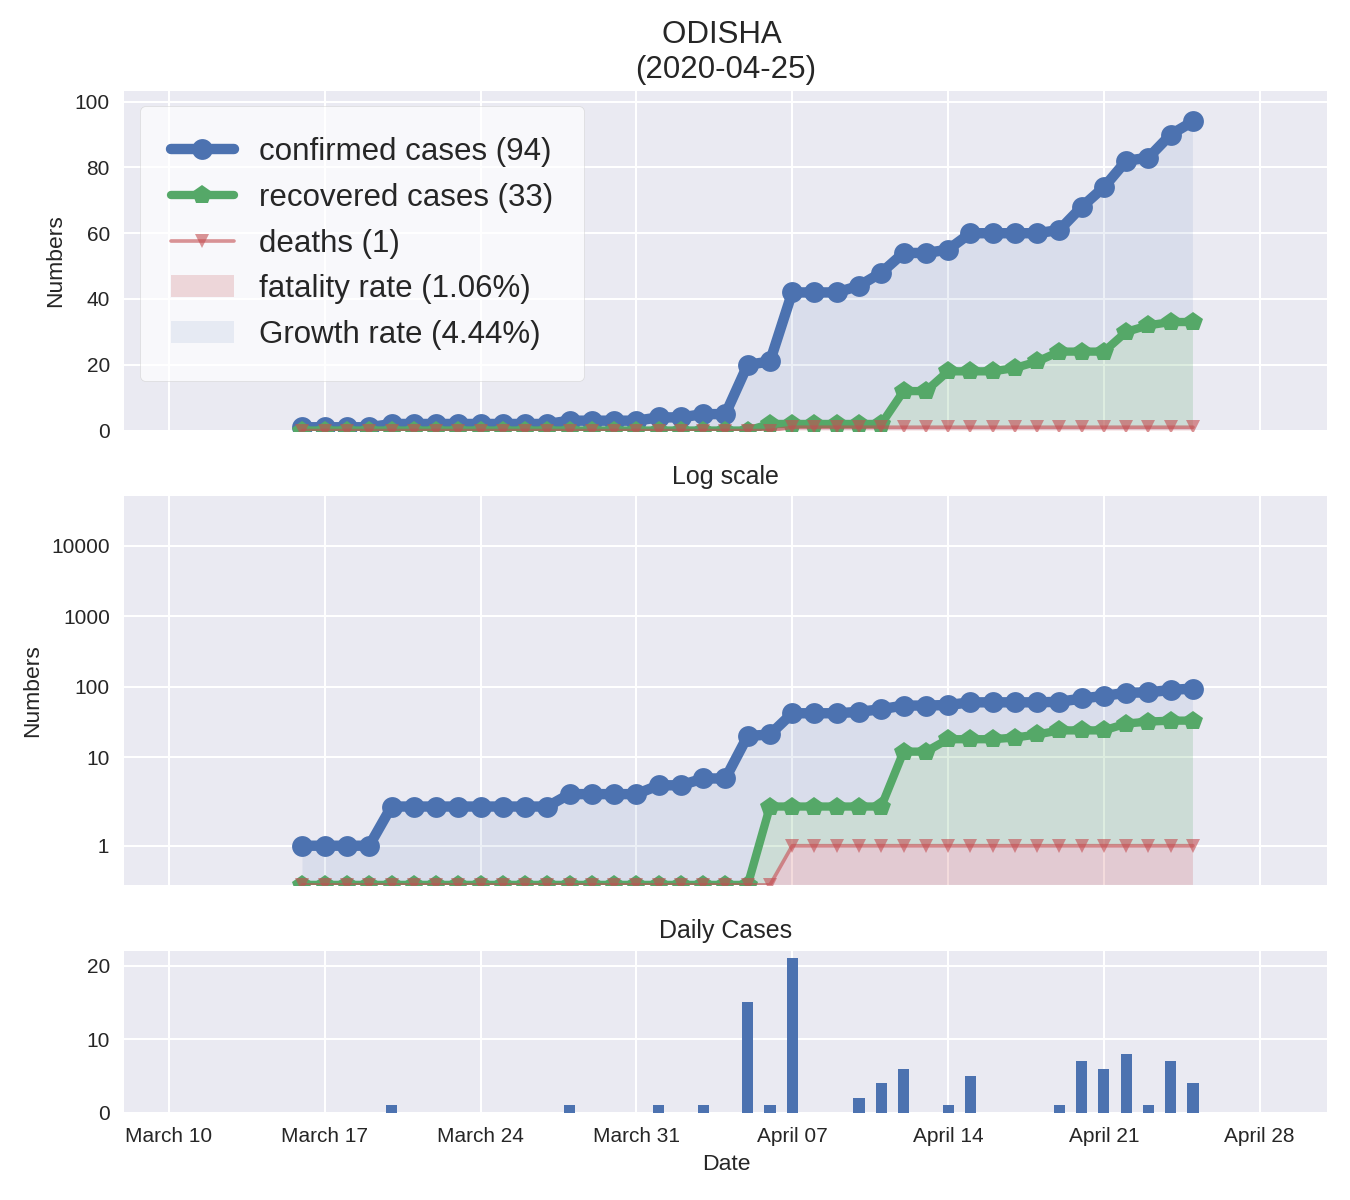 ODISHA
(2020-04-25)
100
80
60
40
20
0
Numbers
confirmed cases (94)
recovered cases (33)
deaths (1)
fatality rate (1.06%)
Growth rate (4.44%)
Log scale
10000
1000
100
10
1
Numbers
Daily Cases
20
10
0
March 10 March 17 March 24 March 31 April 07 April 14 April 21 April 28
Date